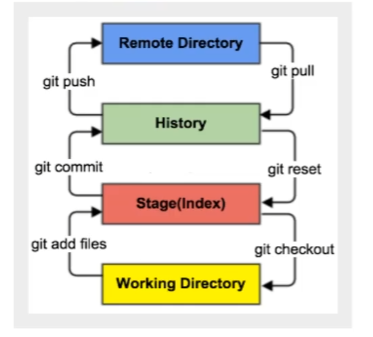 Remote Directory
git push
git pull
History
git commit
git reset
Stage(Index)
git add files
git checkout
Working Directory